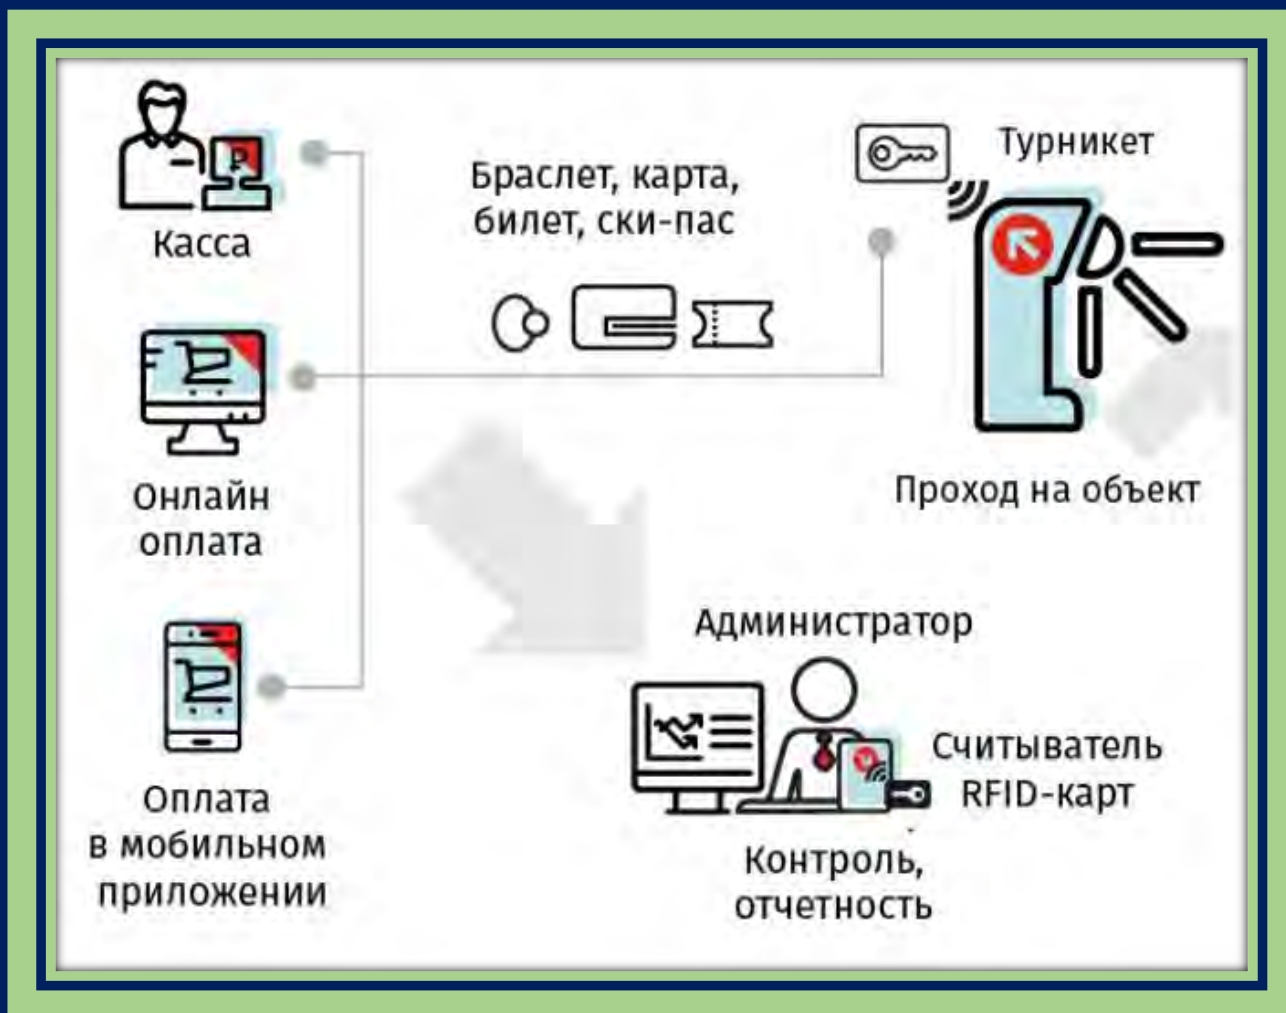 Касса
Онлайн
оплата
Оплата
в мобильном
приложении
Браслет, карта,
билет, ски-пас
₽
Турникет
Проход на объект
Администратор
Считыватель
RFID-карт
Контроль,
отчетность